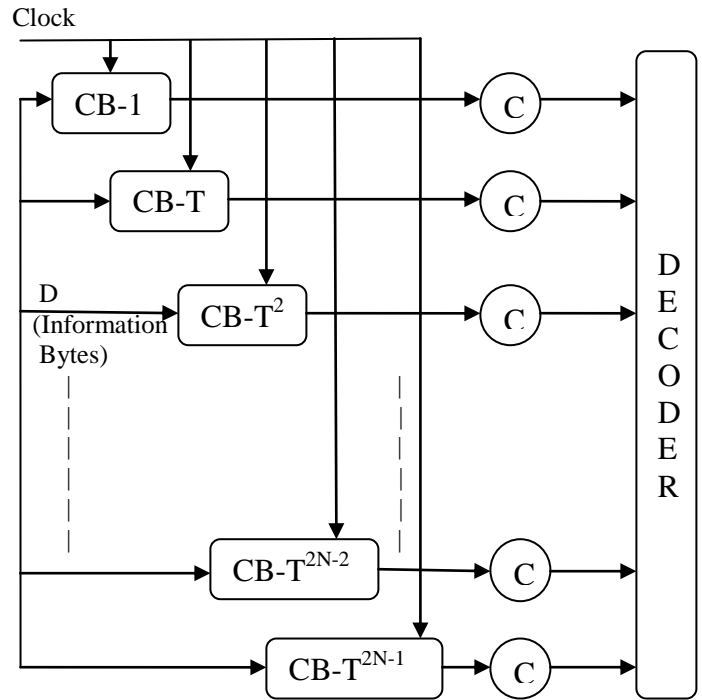 Clock
CB-1
C
CB-T
C
D
(Information
Bytes)
CB-T²
C
CB-T²ᴺ⁻²
C
CB-T²ᴺ⁻¹
C
D
E
C
O
D
E
R